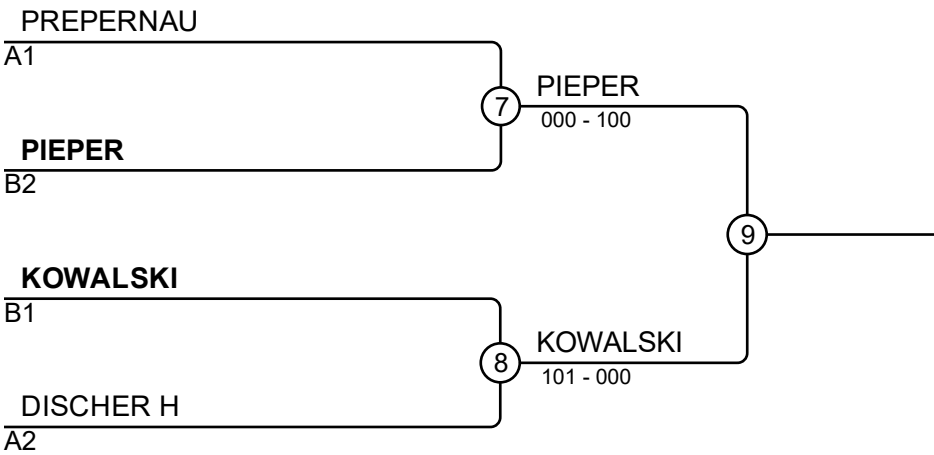 PREPERNAU
A1
7
PIEPER
000 - 100
PIEPER
B2
9
KOWALSKI
B1
8
KOWALSKI
101 - 000
DISCHER H
A2